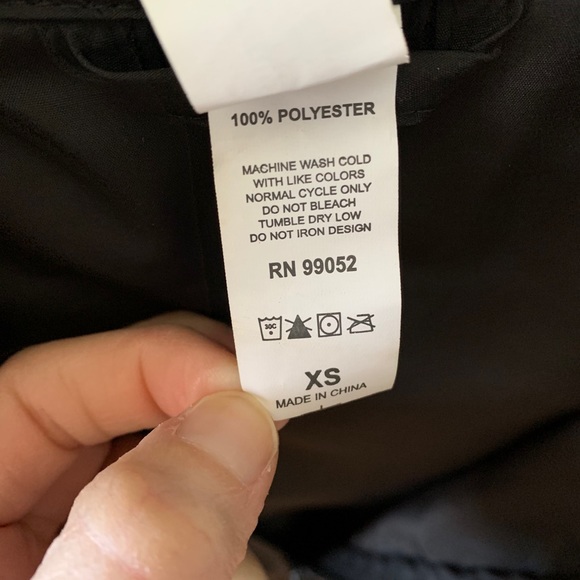 100% POLYESTER
MACHINE WASH COLD
WITH LIKE COLORS
NORMAL CYCLE ONLY
DO NOT BLEACH
TUMBLE DRY LOW
DO NOT IRON DESIGN
RN 99052
30C
XS
MADE IN CHINA